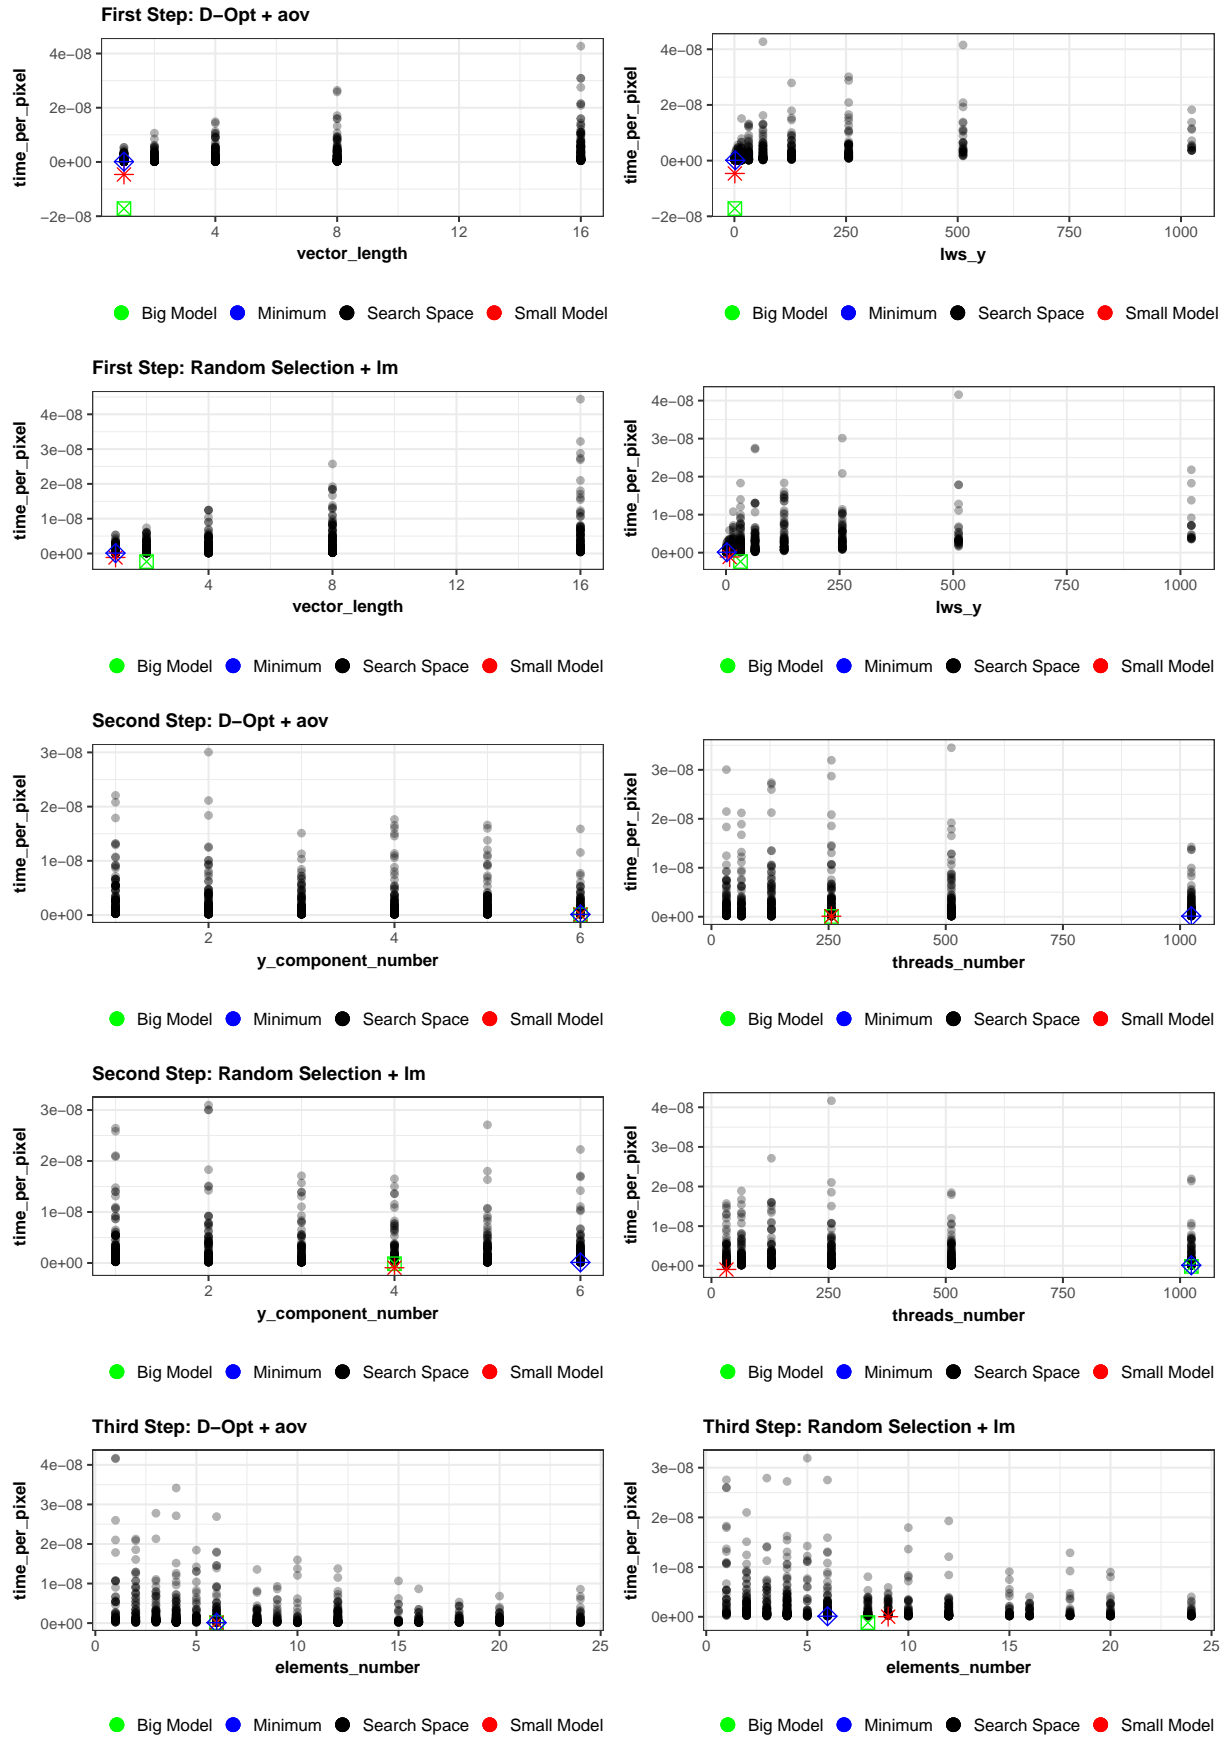 First Step: D−Opt + aov
time_per_pixel
4e−08
2e−08
0e+00
−2e−08
4 8 12 16
vector_length
Big Model Minimum Search Space Small Model
time_per_pixel
4e−08
2e−08
0e+00
−2e−08
0 250 500 750 1000
lws_y
Big Model Minimum Search Space Small Model
First Step: Random Selection + lm
time_per_pixel
4e−08
3e−08
2e−08
1e−08
0e+00
4 8 12 16
vector_length
Big Model Minimum Search Space Small Model
time_per_pixel
4e−08
3e−08
2e−08
1e−08
0e+00
0 250 500 750 1000
lws_y
Big Model Minimum Search Space Small Model
Second Step: D−Opt + aov
time_per_pixel
3e−08
2e−08
1e−08
0e+00
2 4 6
y_component_number
Big Model Minimum Search Space Small Model
time_per_pixel
3e−08
2e−08
1e−08
0e+00
0 250 500 750 1000
threads_number
Big Model Minimum Search Space Small Model
Second Step: Random Selection + lm
time_per_pixel
3e−08
2e−08
1e−08
0e+00
2 4 6
y_component_number
Big Model Minimum Search Space Small Model
time_per_pixel
4e−08
3e−08
2e−08
1e−08
0e+00
0 250 500 750 1000
threads_number
Big Model Minimum Search Space Small Model
Third Step: D−Opt + aov
time_per_pixel
4e−08
3e−08
2e−08
1e−08
0e+00
0 5 10 15 20 25
elements_number
Big Model Minimum Search Space Small Model
Third Step: Random Selection + lm
time_per_pixel
3e−08
2e−08
1e−08
0e+00
0 5 10 15 20 25
elements_number
Big Model Minimum Search Space Small Model